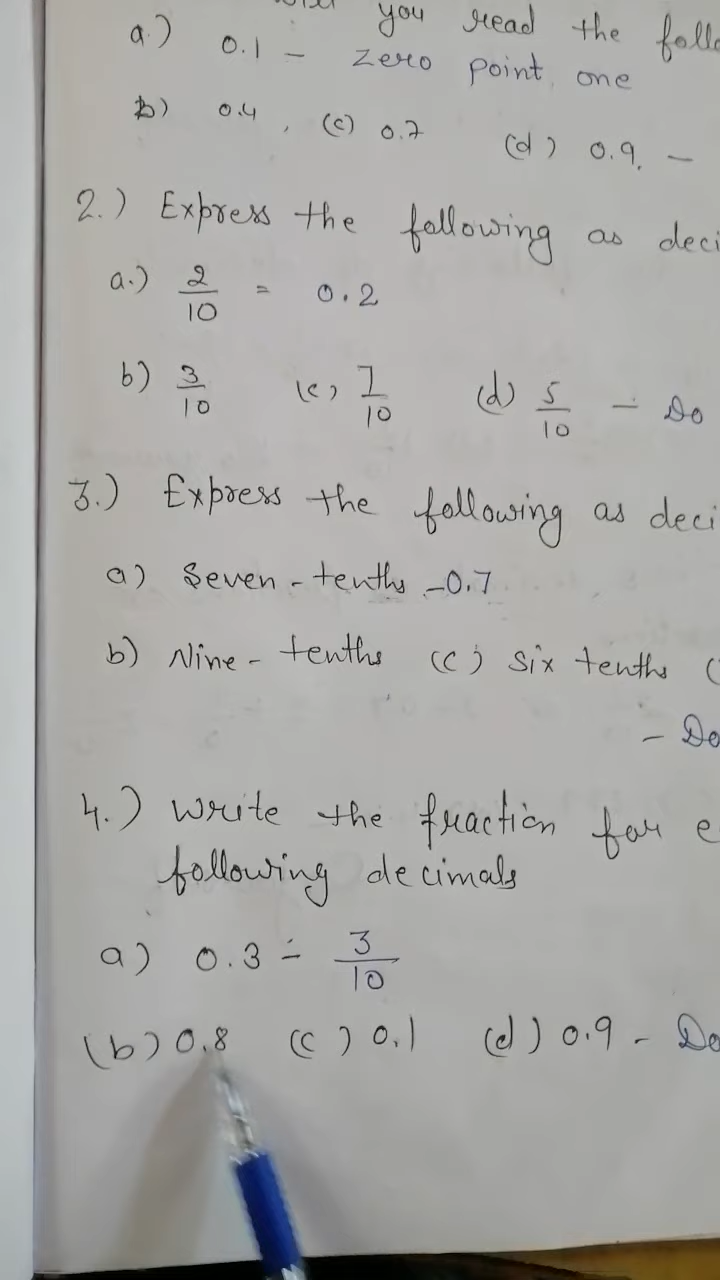 you read the follo
a.) 0.1 - zero point one
b) 0.4, (c) 0.7 (d) 0.9. -
2.) Express the following as deci
a.) 2/10 = 0.2
b) 3/10 (c) 7/10 (d) 5/10 - Do
3.) Express the following as deci
a) Seven-tenths -0.7
b) Nine-tenths (c) six tenths (
- Do
4.) Write the fraction for e
following decimals
a) 0.3 = 3/10
(b) 0.8 (c) 0.1 (d) 0.9 - Do